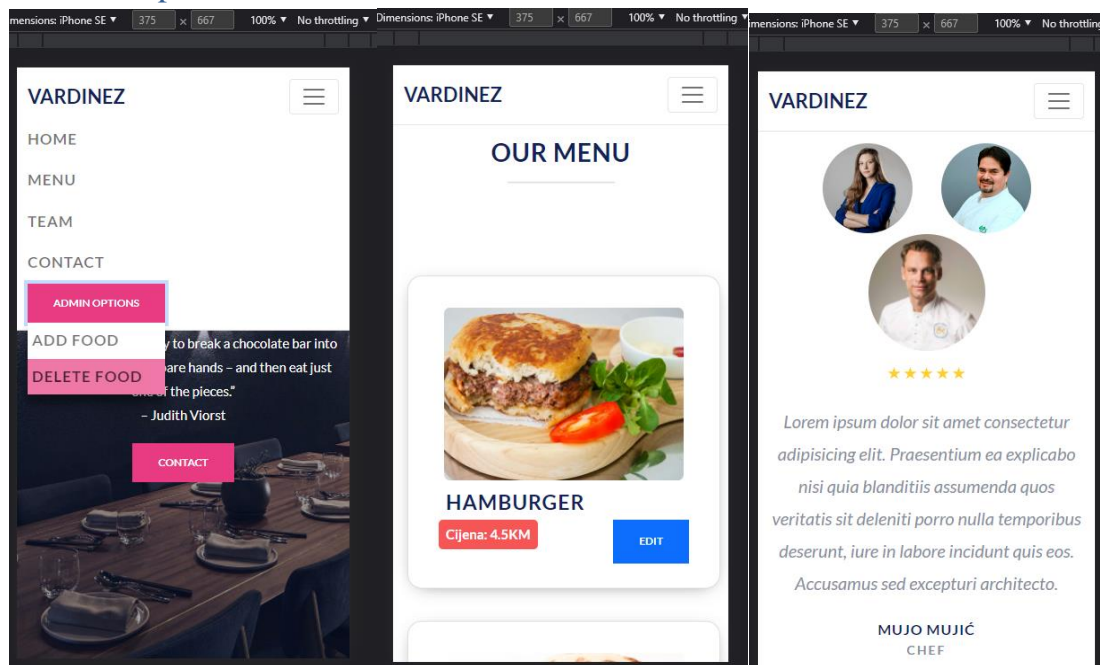 Dimensions: iPhone SE ▼ 375 × 667 100% ▼ No throttling ▼
VARDINEZ
HOME
MENU
TEAM
CONTACT
ADMIN OPTIONS
ADD FOOD
DELETE FOOD
y to break a chocolate bar into
bare hands – and then eat just
one of the pieces.”
– Judith Viorst
CONTACT
Dimensions: iPhone SE ▼ 375 × 667 100% ▼ No throttling ▼
VARDINEZ
OUR MENU
HAMBURGER
Cijena: 4.5KM
EDIT
imensions: iPhone SE ▼ 375 × 667 100% ▼ No throttling
VARDINEZ
★★★★★
Lorem ipsum dolor sit amet consectetur
adipisicing elit. Praesentium ea explicabo
nisi quia blanditiis assumenda quos
veritatis sit deleniti porro nulla temporibus
deserunt, iure in labore incidunt quis eos.
Accusamus sed excepturi architecto.
MUJO MUJIĆ
CHEF